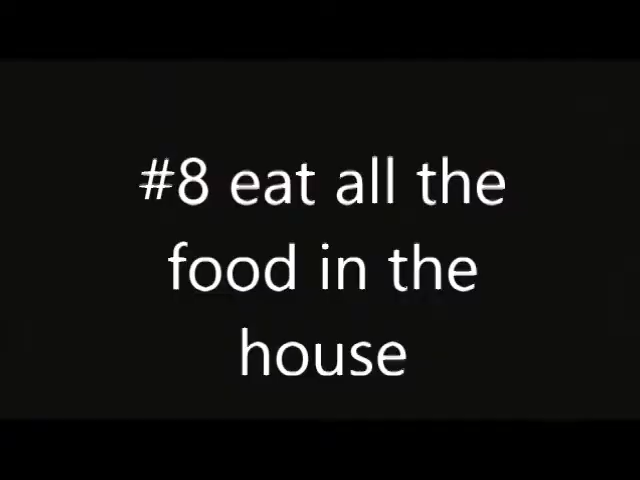 #8 eat all the
food in the
house